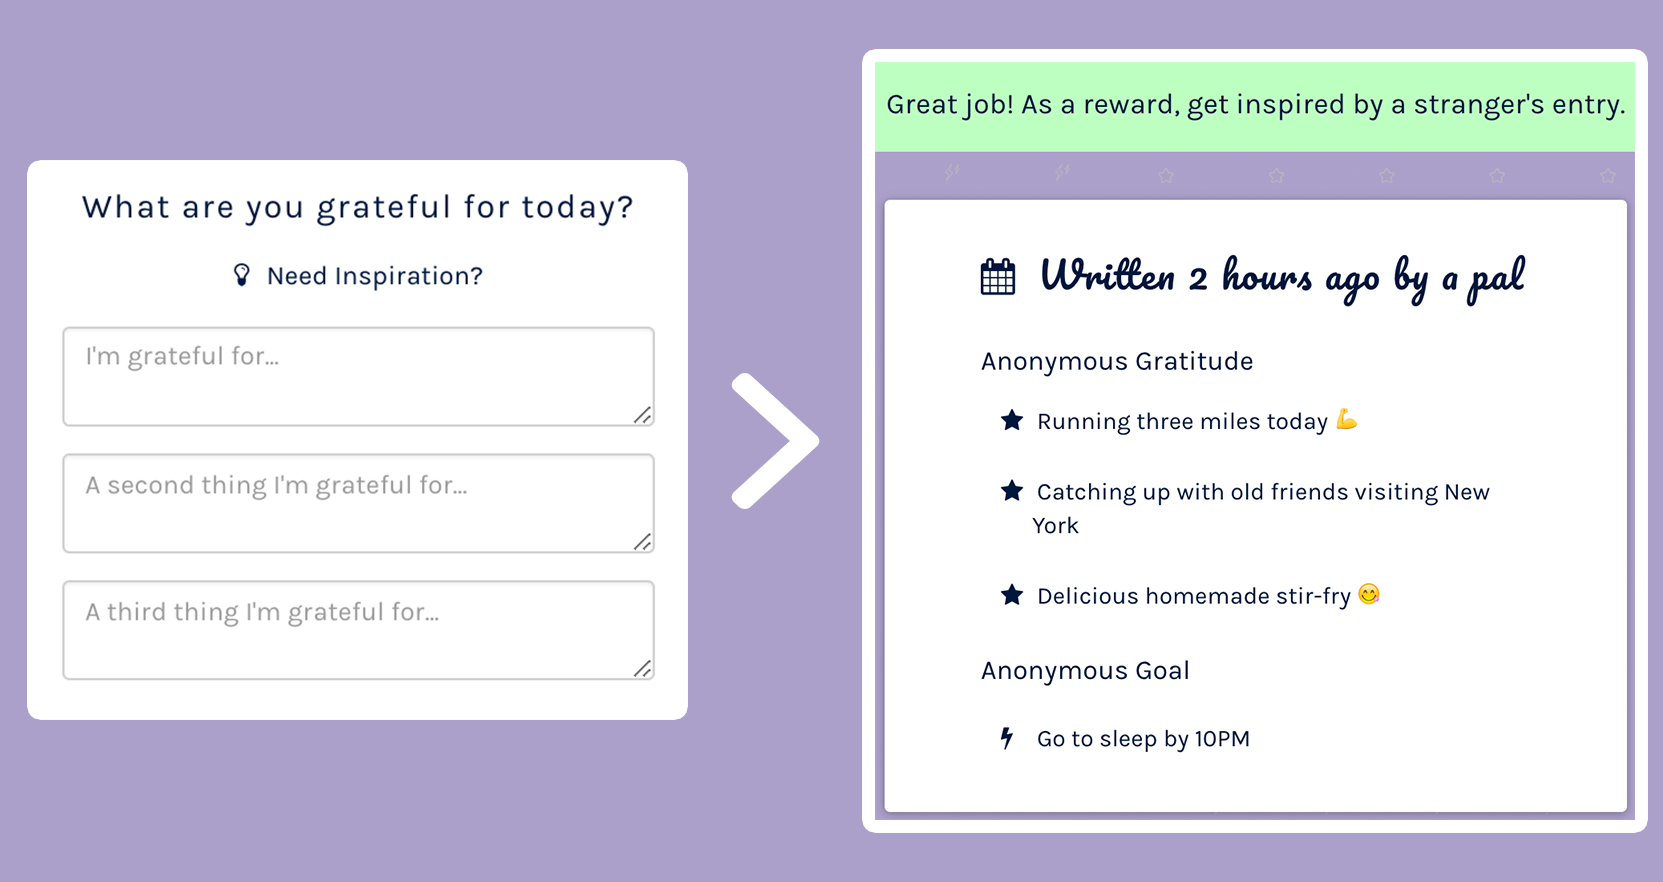 What are you grateful for today?
Need Inspiration?
I'm grateful for...
A second thing I'm grateful for...
A third thing I'm grateful for...
Great job! As a reward, get inspired by a stranger's entry.
Written 2 hours ago by a pal
Anonymous Gratitude
Running three miles today 💪
Catching up with old friends visiting New
York
Delicious homemade stir-fry 😋
Anonymous Goal
Go to sleep by 10PM